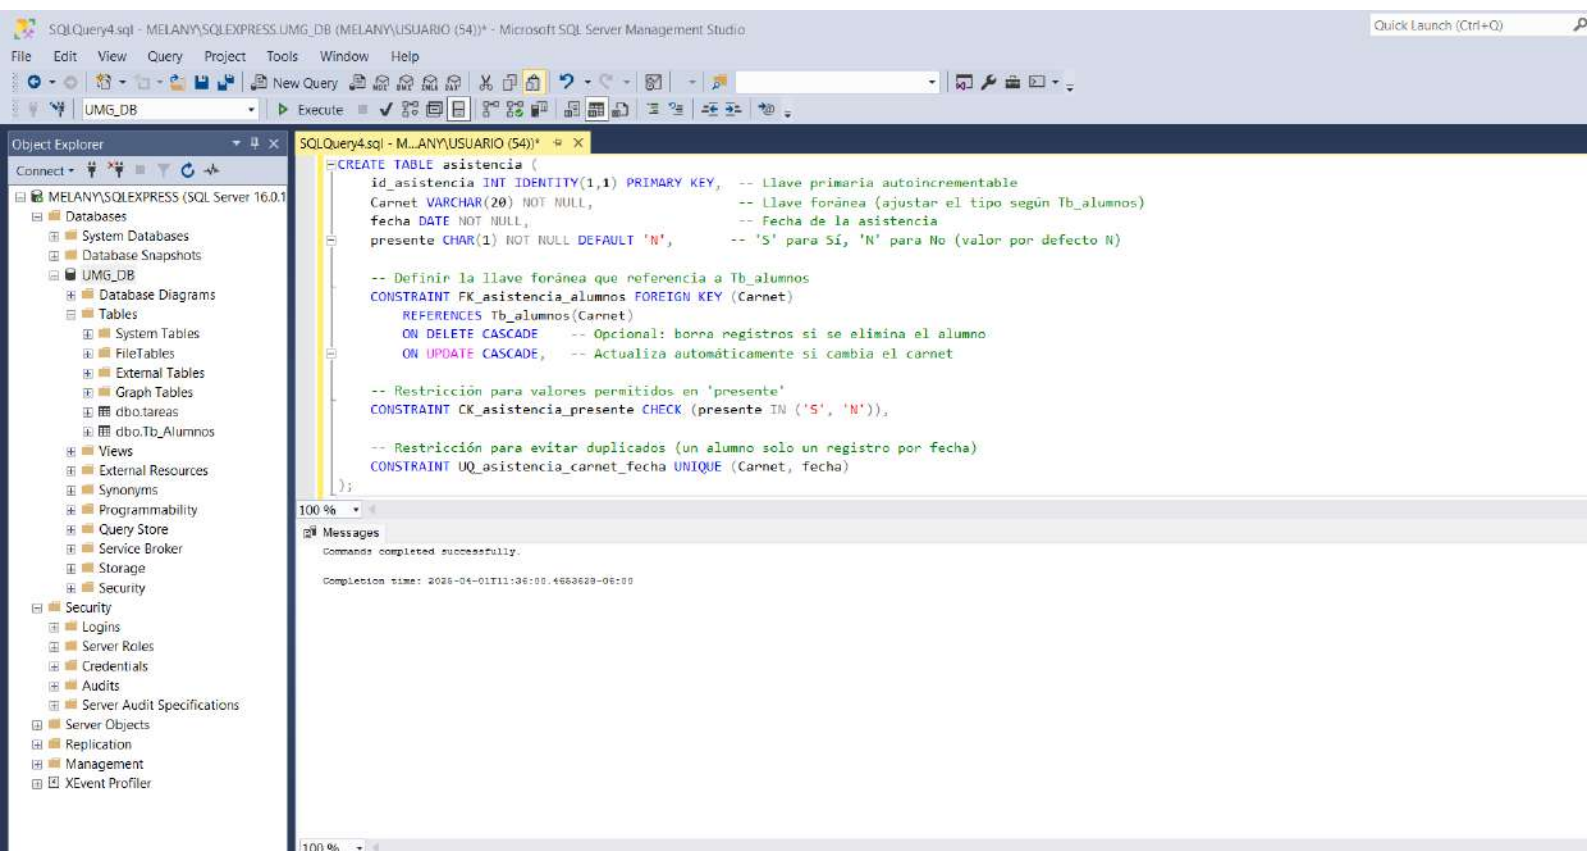 SQLQuery4.sql - MELANY\SQLEXPRESS.UMG_DB (MELANY\USUARIO (54))* - Microsoft SQL Server Management Studio
Quick Launch (Ctrl+Q)
File Edit View Query Project Tools Window Help
New Query
UMG_DB
Execute
Object Explorer
SQLQuery4.sql - M...ANY\USUARIO (54))*
Connect
MELANY\SQLEXPRESS (SQL Server 16.0.1
Databases
System Databases
Database Snapshots
UMG_DB
Database Diagrams
Tables
System Tables
FileTables
External Tables
Graph Tables
dbo.tareas
dbo.Tb_Alumnos
Views
External Resources
Synonyms
Programmability
Query Store
Service Broker
Storage
Security
Security
Logins
Server Roles
Credentials
Audits
Server Audit Specifications
Server Objects
Replication
Management
XEvent Profiler
CREATE TABLE asistencia (
id_asistencia INT IDENTITY(1,1) PRIMARY KEY, -- Llave primaria autoincrementable
Carnet VARCHAR(20) NOT NULL, -- Llave foránea (ajustar el tipo según Tb_alumnos)
fecha DATE NOT NULL, -- Fecha de la asistencia
presente CHAR(1) NOT NULL DEFAULT 'N', -- 'S' para Sí, 'N' para No (valor por defecto N)
-- Definir la llave foránea que referencia a Tb_alumnos
CONSTRAINT FK_asistencia_alumnos FOREIGN KEY (Carnet)
REFERENCES Tb_alumnos(Carnet)
ON DELETE CASCADE -- Opcional: borra registros si se elimina el alumno
ON UPDATE CASCADE, -- Actualiza automáticamente si cambia el carnet
-- Restricción para valores permitidos en 'presente'
CONSTRAINT CK_asistencia_presente CHECK (presente IN ('S', 'N')),
-- Restricción para evitar duplicados (un alumno solo un registro por fecha)
CONSTRAINT UQ_asistencia_carnet_fecha UNIQUE (Carnet, fecha)
);
100 %
Messages
Commands completed successfully.
Completion time:
100 %